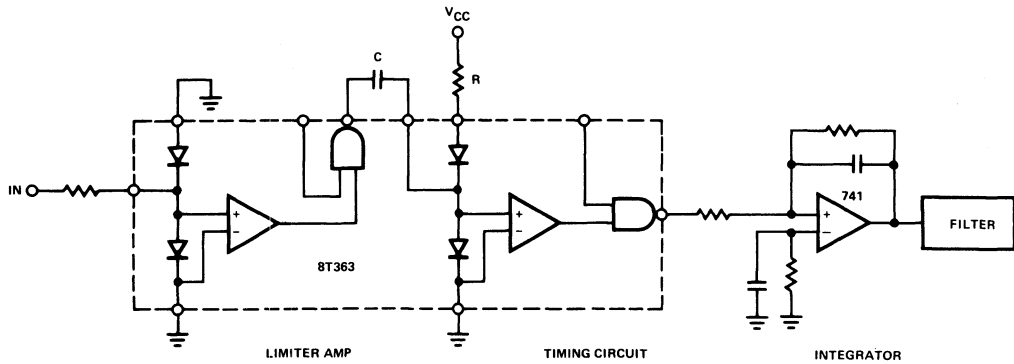 VCC
C
R
IN
+
−
8T363
+
−
741
+
−
FILTER
LIMITER AMP
TIMING CIRCUIT
INTEGRATOR